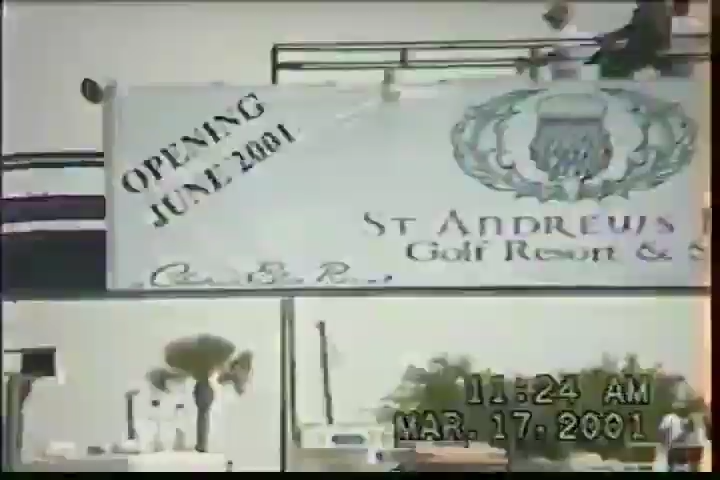 OPENING
JUNE 2001
ST ANDREWS
Golf Resort &
11:24 AM
MAR. 17, 2001